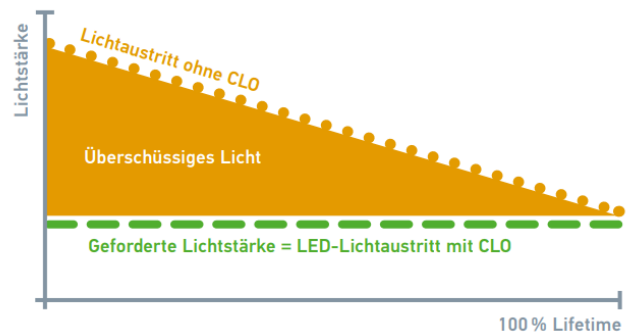 Lichtstärke
Lichtaustritt ohne CLO
Überschüssiges Licht
Geforderte Lichtstärke = LED-Lichtaustritt mit CLO
100 % Lifetime